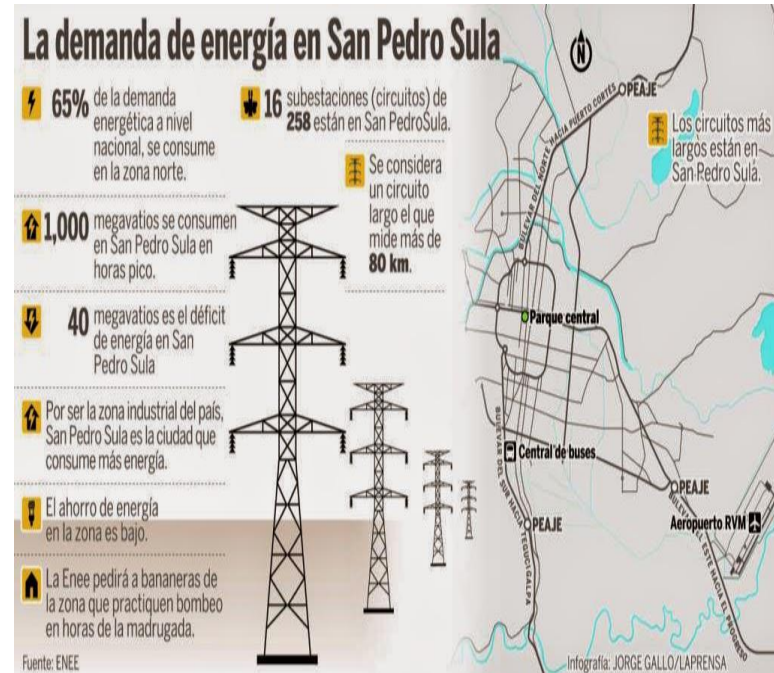 La demanda de energía en San Pedro Sula
65% de la demanda
energética a nivel
nacional, se consume
en la zona norte.
1,000 megavatios se consumen
en San Pedro Sula en
horas pico.
40 megavatios es el déficit
de energía en San
Pedro Sula
Por ser la zona industrial del país,
San Pedro Sula es la ciudad que
consume más energía.
El ahorro de energía
en la zona es bajo.
La Enee pedirá a bananeras de
la zona que practiquen bombeo
en horas de la madrugada.
Fuente: ENEE
16 subestaciones (circuitos) de
258 están en San PedroSula.
Se considera
un circuito
largo el que
mide más de
80 km.
N
PEAJE
Los circuitos más
largos están en
San Pedro Sula.
BULEVAR DEL NORTE HACIA PUERTO CORTÉS
Parque central
Central de buses
BULEVAR DEL SUR HACIA TEGUCIGALPA
PEAJE
PEAJE
Aeropuerto RVM
BULEVAR DEL ESTE HACIA EL PROGRESO
Infografía: JORGE GALLO/LAPRENSA